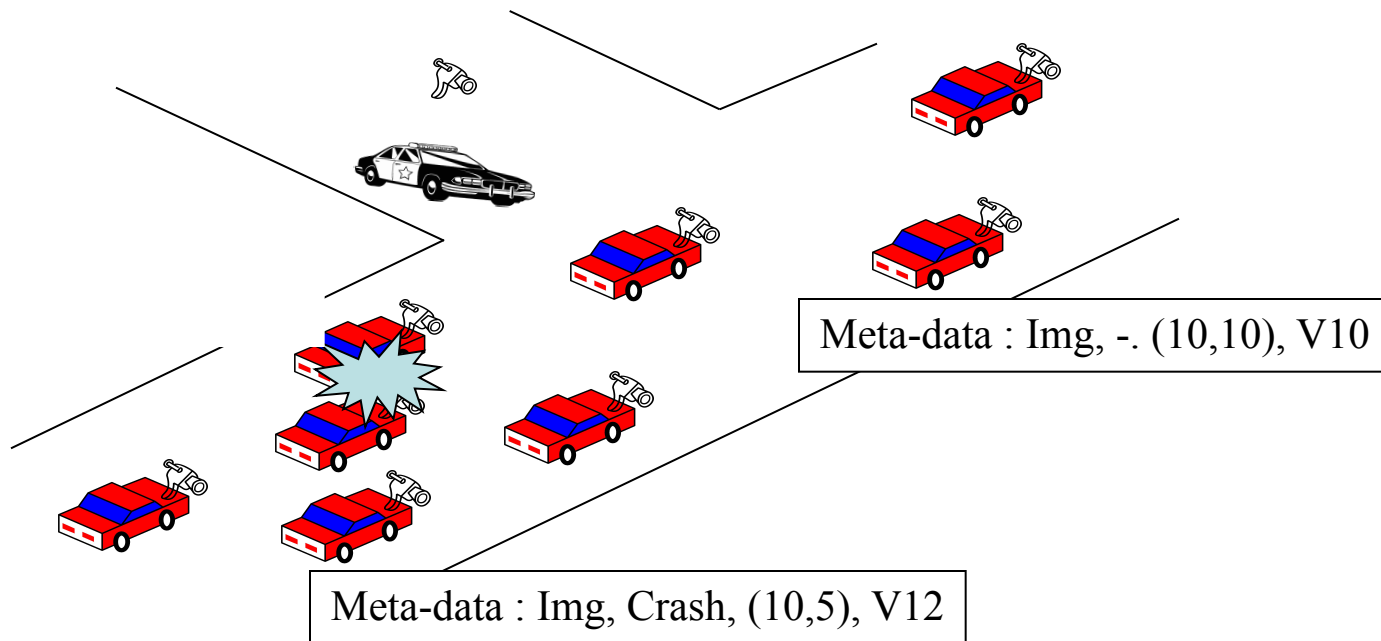 Meta-data : Img, -. (10,10), V10
Meta-data : Img, Crash, (10,5), V12